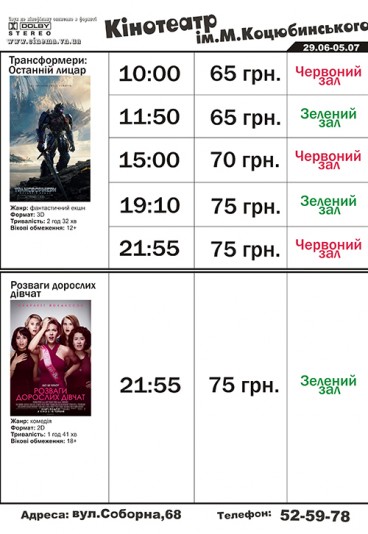 DOLBY
STEREO
www.cinema.vn.ua
Кінотеатр
ім.М.Коцюбинського
29.06-05.07
Трансформери:
Останній лицар
Жанр: фантастичний екшн
Формат: 3D
Тривалість: 2 год 32 хв
Вікові обмеження: 12+
10:00 65 грн. Червоний зал
11:50 65 грн. Зелений зал
15:00 70 грн. Червоний зал
19:10 75 грн. Зелений зал
21:55 75 грн. Червоний зал
Розваги дорослих
дівчат
РОЗВАГИ
ДОРОСЛИХ ДІВЧАТ
Жанр: комедія
Формат: 2D
Тривалість: 1 год 41 хв
Вікові обмеження: 18+
21:55 75 грн. Зелений зал
Адреса: вул.Соборна,68 Телефон: 52-59-78